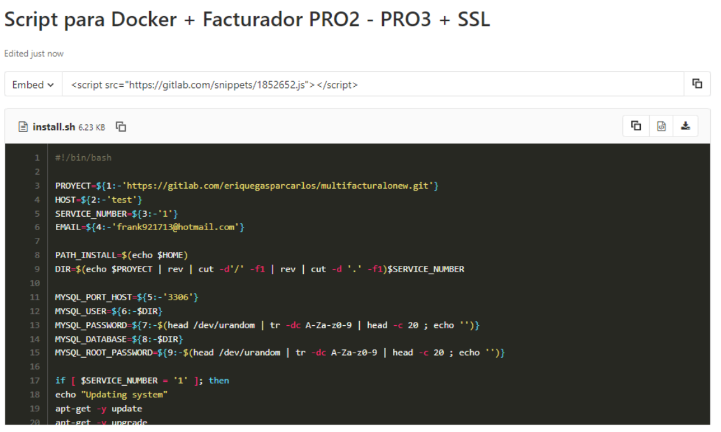 Script para Docker + Facturador PRO2 - PRO3 + SSL
Edited just now
Embed <script src="https://gitlab.com/snippets/1852652.js"></script>
install.sh 6.23 KB
1 #!/bin/bash
2
3 PROYECT=${1:-'https://gitlab.com/eriquegasparcarlos/multifacturalonew.git'}
4 HOST=${2:-'test'}
5 SERVICE_NUMBER=${3:-'1'}
6 EMAIL=${4:-'frank921713@hotmail.com'}
7
8 PATH_INSTALL=$(echo $HOME)
9 DIR=$(echo $PROYECT | rev | cut -d'/' -f1 | rev | cut -d '.' -f1)$SERVICE_NUMBER
10
11 MYSQL_PORT_HOST=${5:-'3306'}
12 MYSQL_USER=${6:-$DIR}
13 MYSQL_PASSWORD=${7:-$(head /dev/urandom | tr -dc A-Za-z0-9 | head -c 20 ; echo '')}
14 MYSQL_DATABASE=${8:-$DIR}
15 MYSQL_ROOT_PASSWORD=${9:-$(head /dev/urandom | tr -dc A-Za-z0-9 | head -c 20 ; echo '')}
16
17 if [ $SERVICE_NUMBER = '1' ]; then
18 echo "Updating system"
19 apt-get -y update
20 apt-get -y upgrade